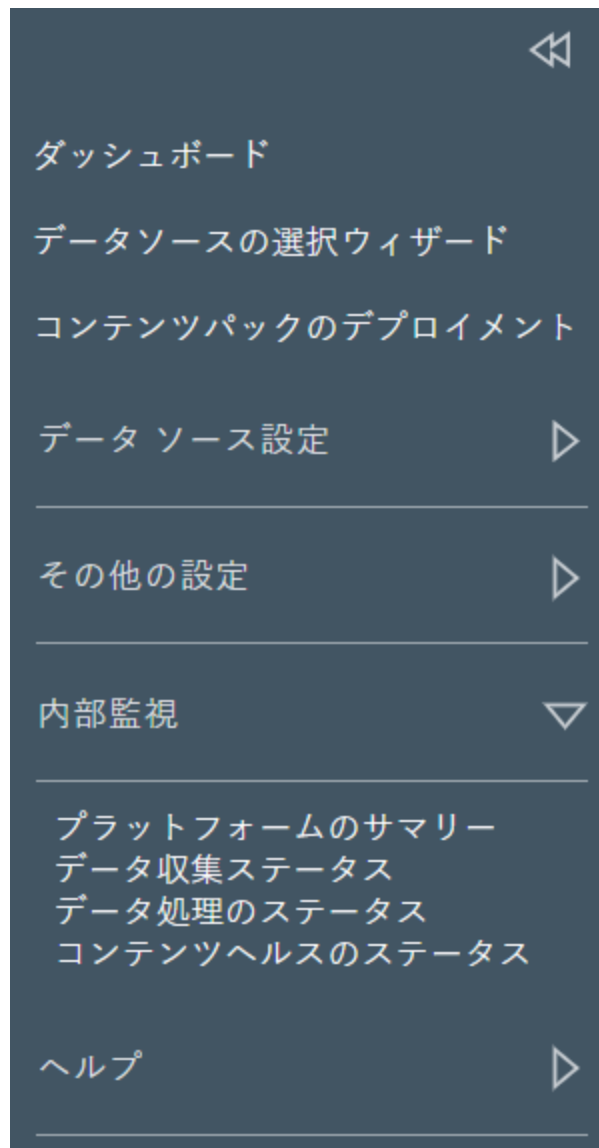 ダッシュボード
データソースの選択ウィザード
コンテンツパックのデプロイメント
データ ソース設定
その他の設定
内部監視
プラットフォームのサマリー
データ収集ステータス
データ処理のステータス
コンテンツヘルスのステータス
ヘルプ